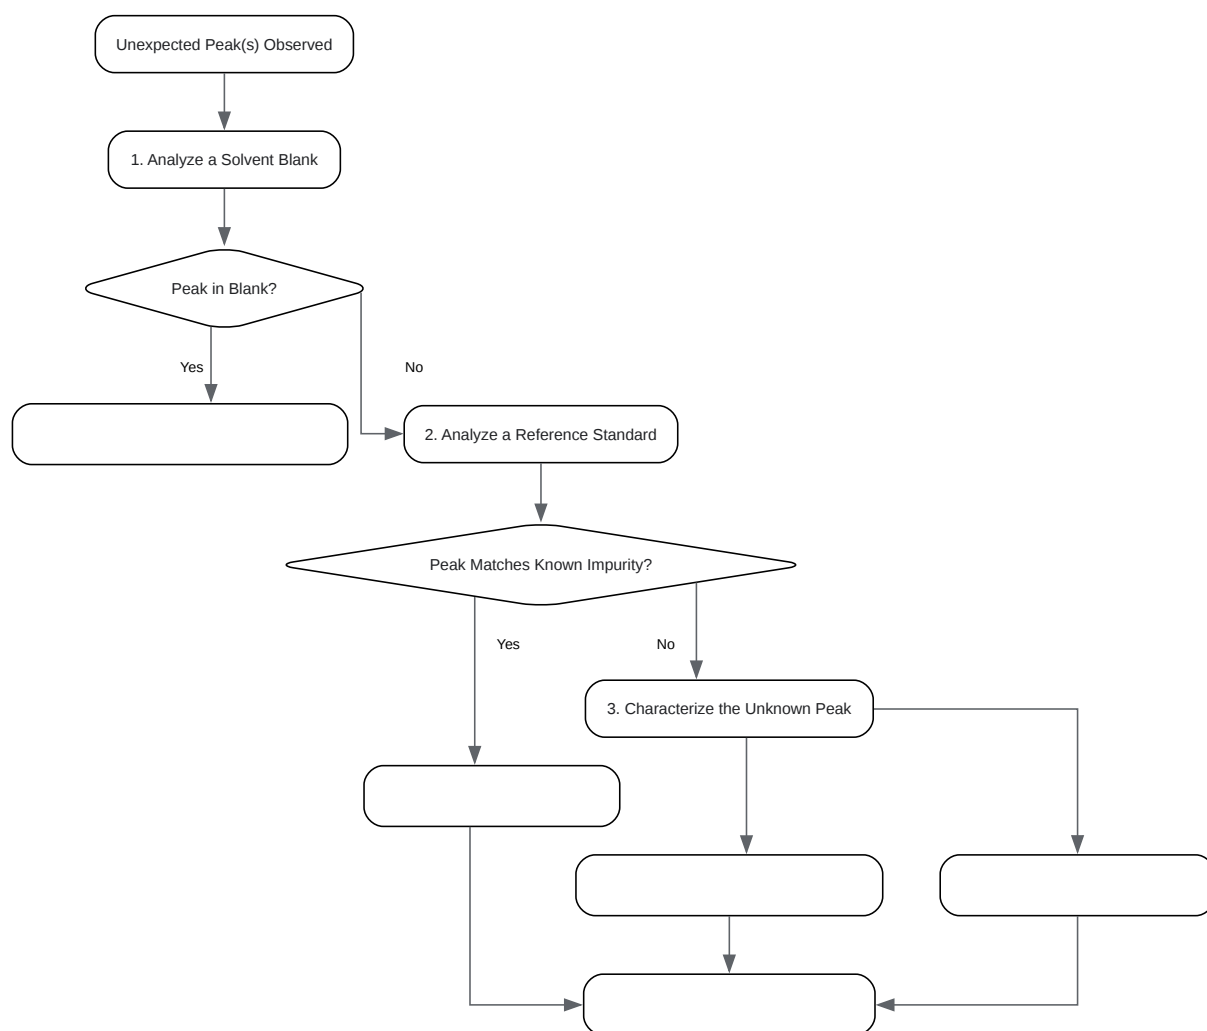 Unexpected Peak(s) Observed
1. Analyze a Solvent Blank
Peak in Blank?
Yes
No
2. Analyze a Reference Standard
Peak Matches Known Impurity?
Yes
No
3. Characterize the Unknown Peak